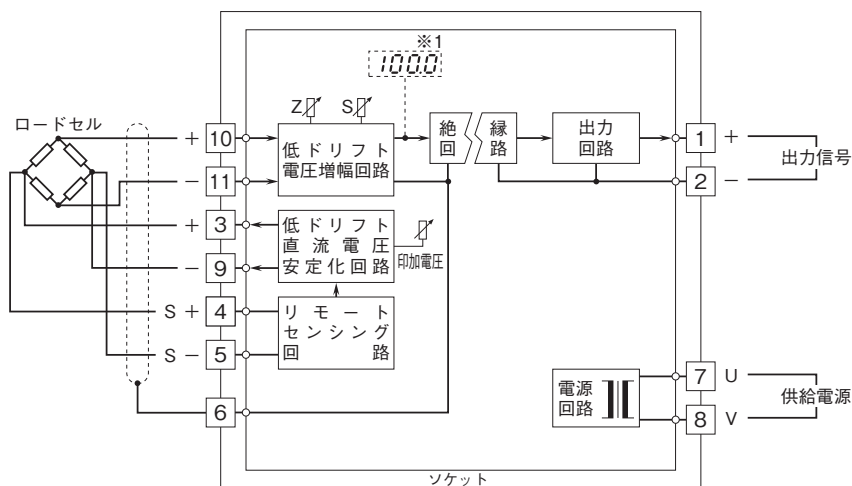 ※1
100.0
Z
S
ロードセル
+
10
-
11
+
3
-
9
S +
4
S -
5
6
低ドリフト
電圧増幅回路
低ドリフト
直流電圧
安定化回路
印加電圧
リモート
センシング
回路
絶縁
回路
出力
回路
1
+
2
-
出力信号
電源
回路
7
U
8
V
供給電源
ソケット